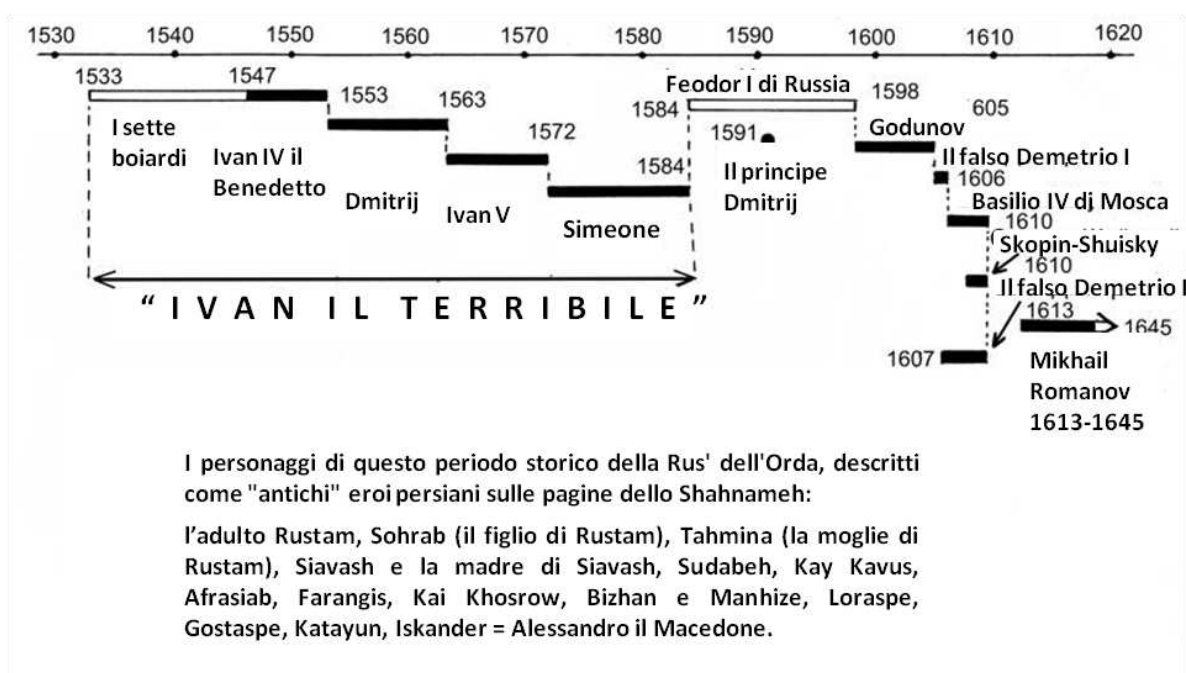 1530 1540 1550 1560 1570 1580 1590 1600 1610 1620
1533 1547 1553 1563 1572 1584
I sette
boiardi
Ivan IV il
Benedetto
Dmitrij
Ivan V
Simeone
1584
Feodor I di Russia
1598
1591
Il principe
Dmitrij
Godunov
605
Il falso Demetrio I
1606
Basilio IV di Mosca
1610
Skopin-Shuisky
1610
Il falso Demetrio I
1613
1645
1607
Mikhail
Romanov
1613-1645
“ I V A N I L T E R R I B I L E ”
I personaggi di questo periodo storico della Rus' dell'Orda, descritti
come "antichi" eroi persiani sulle pagine dello Shahnameh:
l’adulto Rustam, Sohrab (il figlio di Rustam), Tahmina (la moglie di
Rustam), Siavash e la madre di Siavash, Sudabeh, Kay Kavus,
Afrasiab, Farangis, Kai Khosrow, Bizhan e Manhize, Loraspe,
Gostaspe, Katayun, Iskander = Alessandro il Macedone.